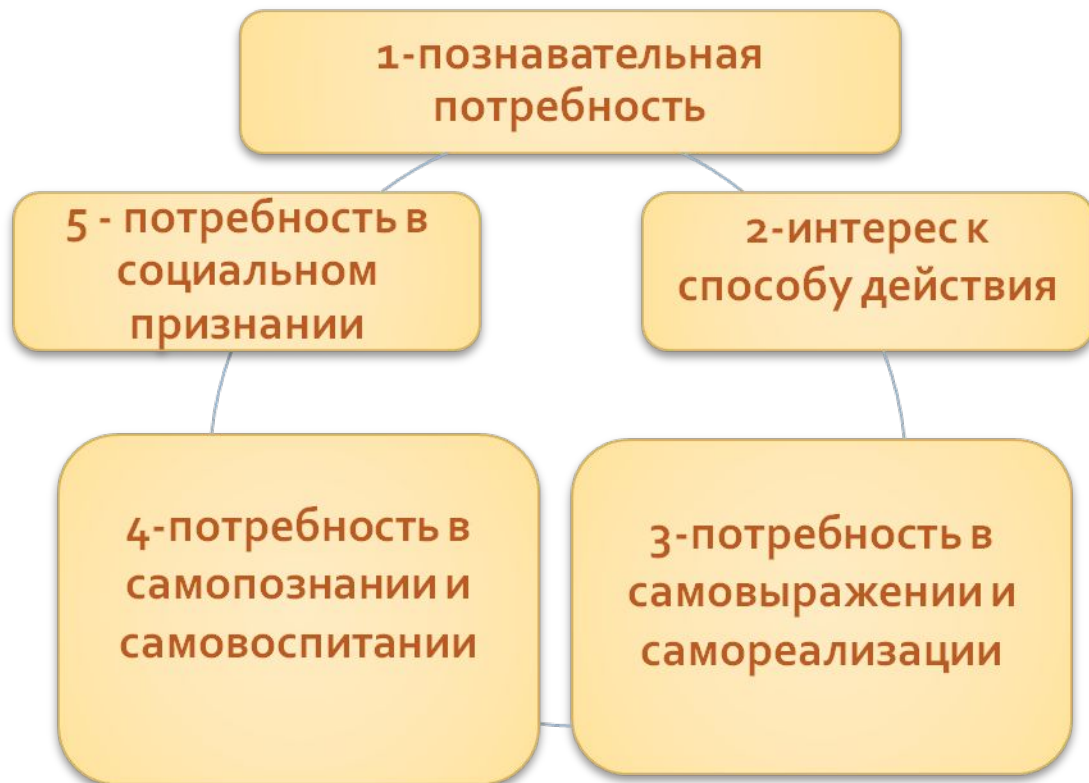 1-познавательная
потребность
2-интерес к
способу действия
3-потребность в
самовыражении и
самореализации
4-потребность в
самопознании и
самовоспитании
5 - потребность в
социальном
признании